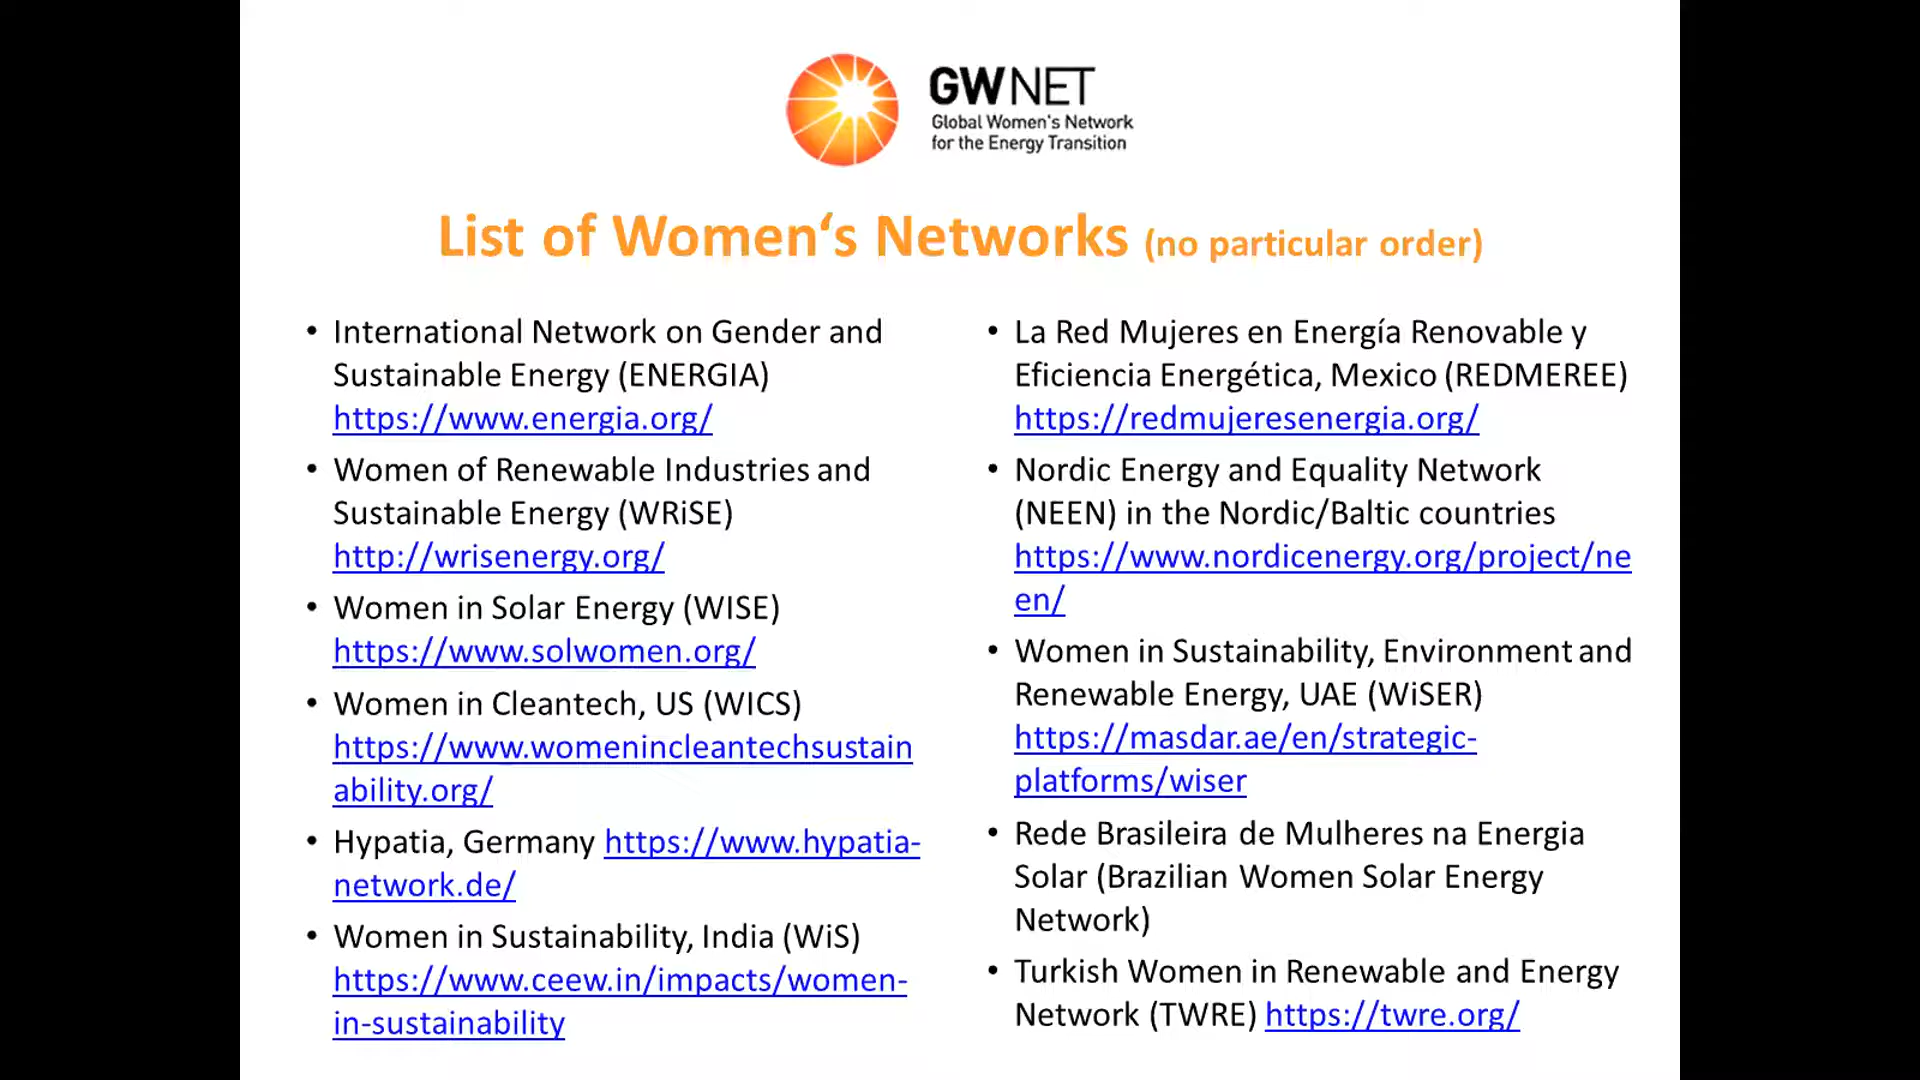 GWNET
Global Women's Network
for the Energy Transition
List of Women‘s Networks (no particular order)
• International Network on Gender and
Sustainable Energy (ENERGIA)
https://www.energia.org/
• Women of Renewable Industries and
Sustainable Energy (WRiSE)
http://wrisenergy.org/
• Women in Solar Energy (WISE)
https://www.solwomen.org/
• Women in Cleantech, US (WICS)
https://www.womenincleantechsustain
ability.org/
• Hypatia, Germany https://www.hypatia-
network.de/
• Women in Sustainability, India (WiS)
https://www.ceew.in/impacts/women-
in-sustainability
• La Red Mujeres en Energía Renovable y
Eficiencia Energética, Mexico (REDMEREE)
https://redmujeresenergia.org/
• Nordic Energy and Equality Network
(NEEN) in the Nordic/Baltic countries
https://www.nordicenergy.org/project/ne
en/
• Women in Sustainability, Environment and
Renewable Energy, UAE (WiSER)
https://masdar.ae/en/strategic-
platforms/wiser
• Rede Brasileira de Mulheres na Energia
Solar (Brazilian Women Solar Energy
Network)
• Turkish Women in Renewable and Energy
Network (TWRE) https://twre.org/